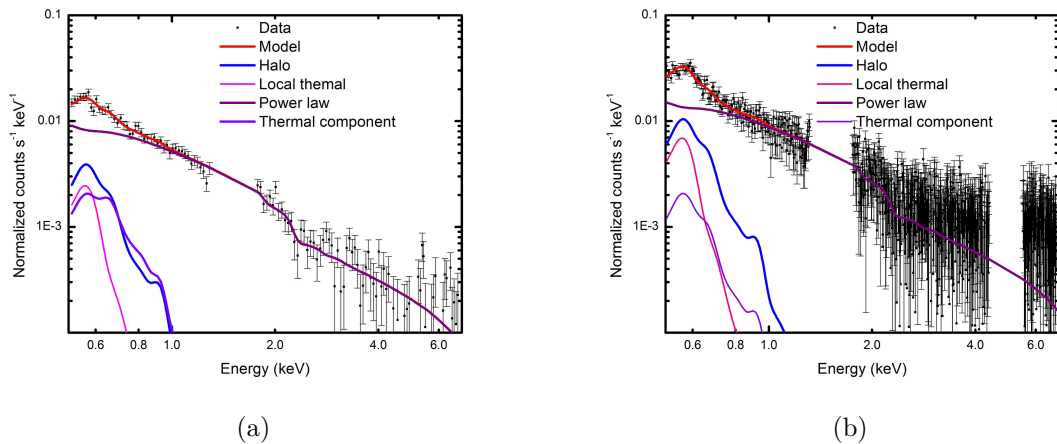 0.1
0.01
1E-3
Normalized counts s⁻¹ keV⁻¹
Data
Model
Halo
Local thermal
Power law
Thermal component
0.6 0.8 1.0 2.0 4.0 6.0
Energy (keV)
(a)
0.1
0.01
1E-3
Normalized counts s⁻¹ keV⁻¹
Data
Model
Halo
Local thermal
Power law
Thermal component
0.6 0.8 1.0 2.0 4.0 6.0
Energy (keV)
(b)